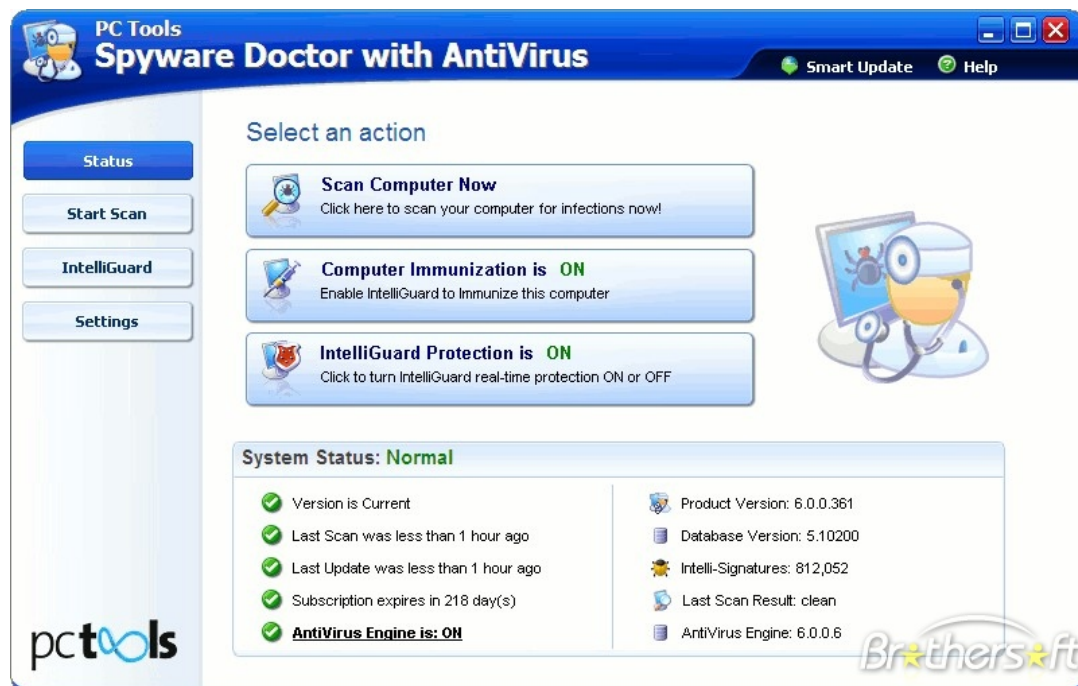 PC Tools
Spyware Doctor with AntiVirus
Smart Update
Help
Status
Start Scan
IntelliGuard
Settings
Select an action
Scan Computer Now
Click here to scan your computer for infections now!
Computer Immunization is ON
Enable IntelliGuard to Immunize this computer
IntelliGuard Protection is ON
Click to turn IntelliGuard real-time protection ON or OFF
System Status: Normal
Version is Current
Last Scan was less than 1 hour ago
Last Update was less than 1 hour ago
Subscription expires in 218 day(s)
AntiVirus Engine is: ON
Product Version: 6.0.0.361
Database Version: 5.10200
Intelli-Signatures: 812,052
Last Scan Result: clean
AntiVirus Engine: 6.0.0.6
pctools
Brothersoft